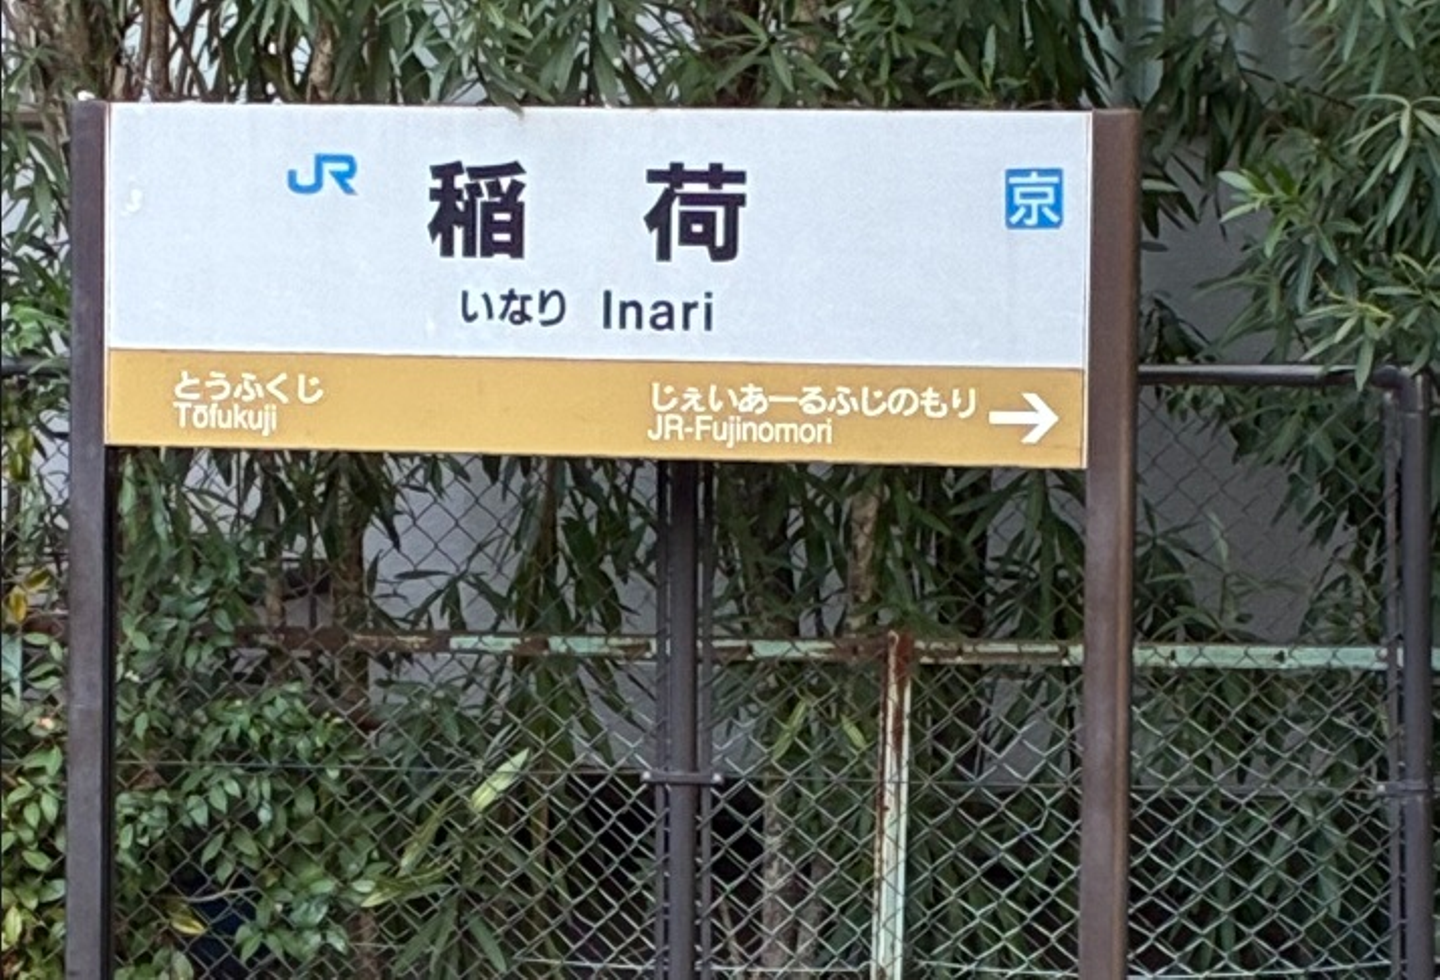 JR 稲荷 京
いなり Inari
とうふくじ じぇいあーるふじのもり →
Tōfukuji JR-Fujinomori